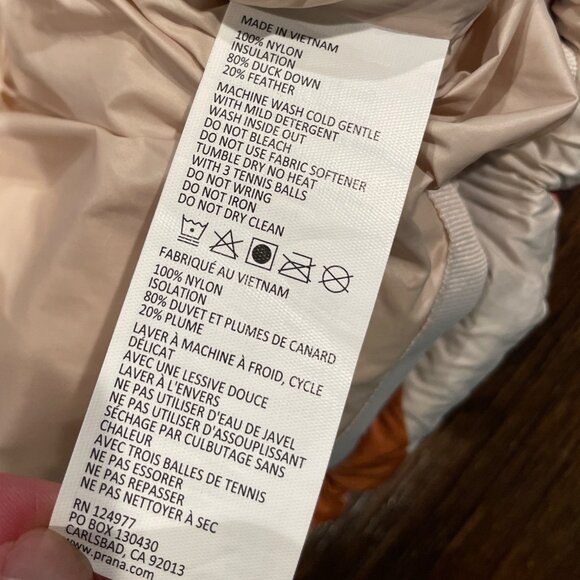 MADE IN VIETNAM
100% NYLON
INSULATION
80% DUCK DOWN
20% FEATHER
MACHINE WASH COLD GENTLE
WITH MILD DETERGENT
WASH INSIDE OUT
DO NOT BLEACH
DO NOT USE FABRIC SOFTENER
TUMBLE DRY NO HEAT
WITH 3 TENNIS BALLS
DO NOT WRING
DO NOT IRON
DO NOT DRY CLEAN
FABRIQUÉ AU VIETNAM
100% NYLON
ISOLATION
80% DUVET ET PLUMES DE CANARD
20% PLUME
LAVER À MACHINE À FROID, CYCLE
DÉLICAT
AVEC UNE LESSIVE DOUCE
LAVER À L'ENVERS
NE PAS UTILISER D'EAU DE JAVEL
NE PAS UTILISER D'ASSOUPLISSANT
SÉCHAGE PAR CULBUTAGE SANS
CHALEUR
AVEC TROIS BALLES DE TENNIS
NE PAS ESSORER
NE PAS REPASSER
NE PAS NETTOYER À SEC
RN 124977
PO BOX 130430
CARLSBAD, CA 92013
www.prana.com